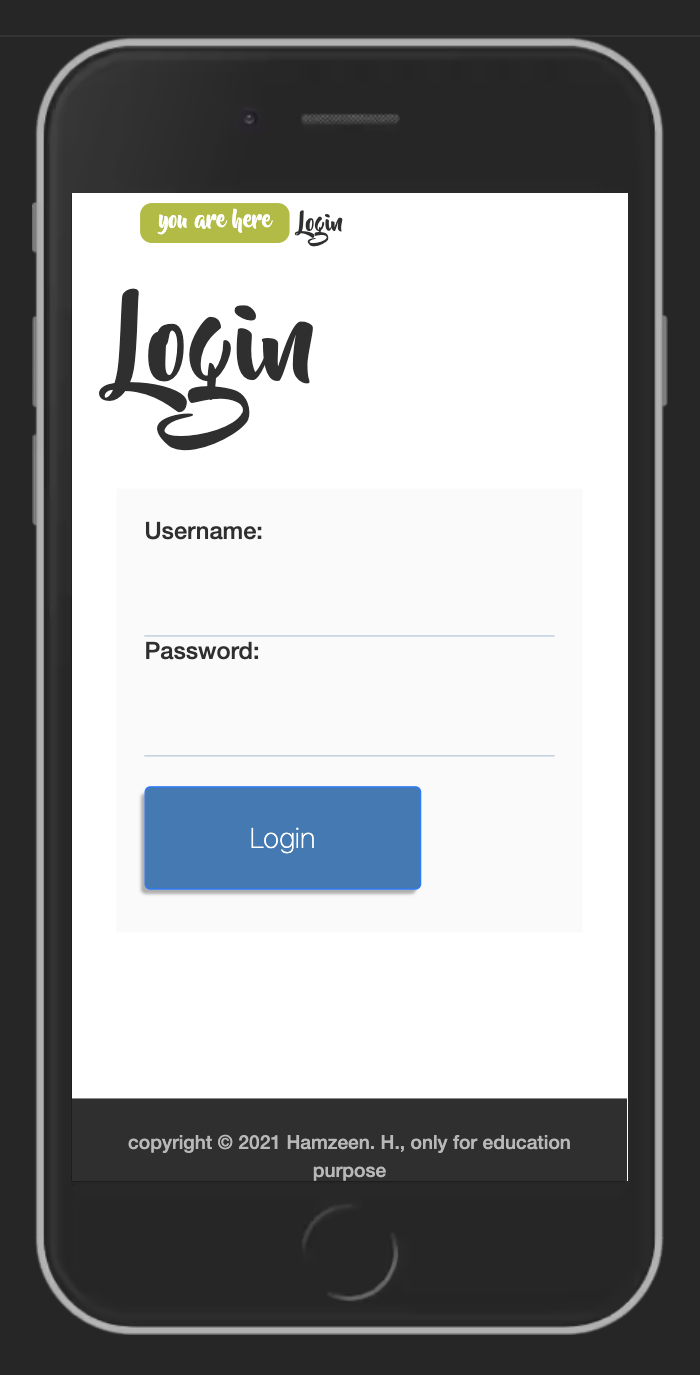 you are here Login
Login
Username:
Password:
Login
copyright © 2021 Hamzeen. H., only for education
purpose